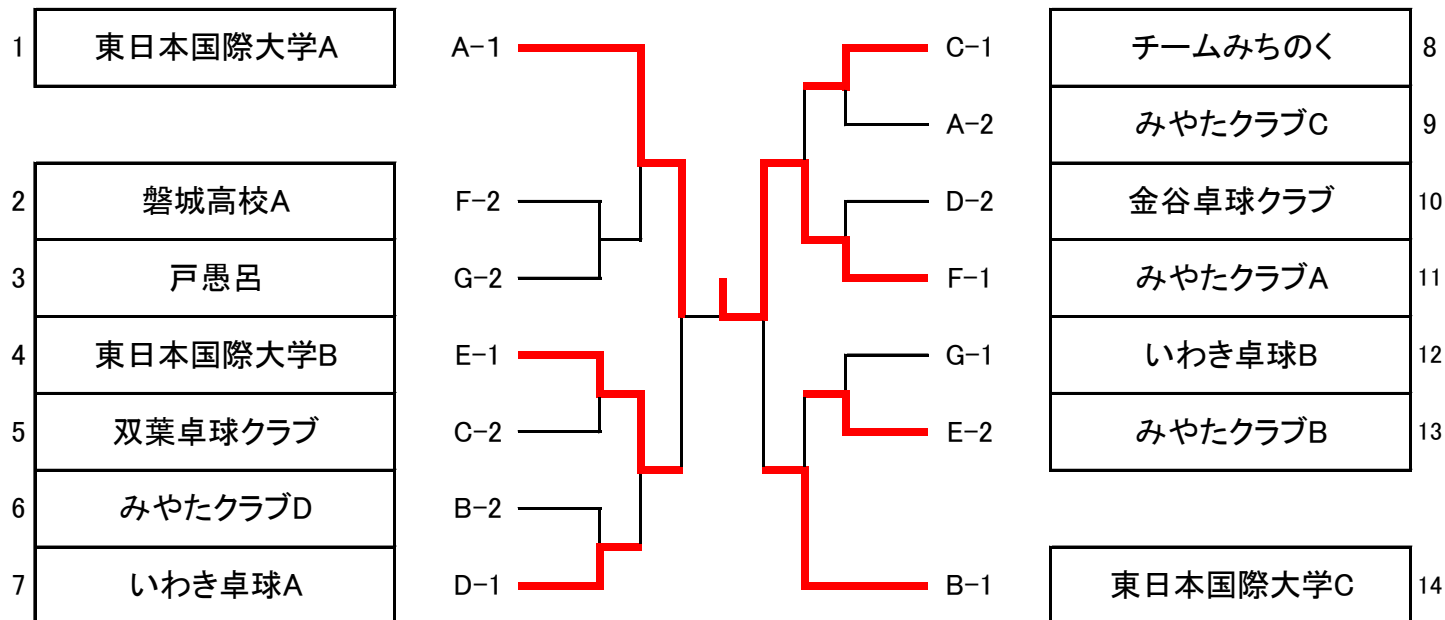 1 東日本国際大学A A-1 C-1 チームみちのく 8
A-2 みやたクラブC 9
2 磐城高校A F-2 D-2 金谷卓球クラブ 10
3 戸愚呂 G-2 F-1 みやたクラブA 11
4 東日本国際大学B E-1 G-1 いわき卓球B 12
5 双葉卓球クラブ C-2 E-2 みやたクラブB 13
6 みやたクラブD B-2
7 いわき卓球A D-1 B-1 東日本国際大学C 14